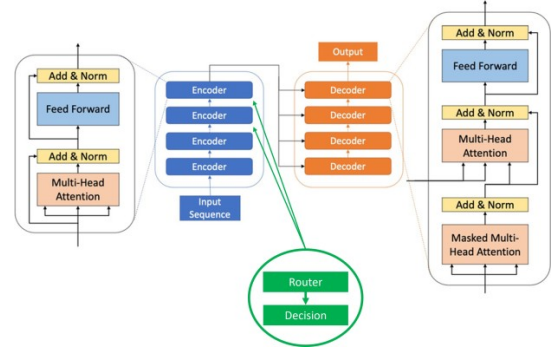 Add & Norm
Feed Forward
Add & Norm
Multi-Head
Attention
Encoder
Encoder
Encoder
Encoder
Input
Sequence
Output
Decoder
Decoder
Decoder
Decoder
Router
Decision
Add & Norm
Feed Forward
Add & Norm
Multi-Head
Attention
Add & Norm
Masked Multi-
Head Attention